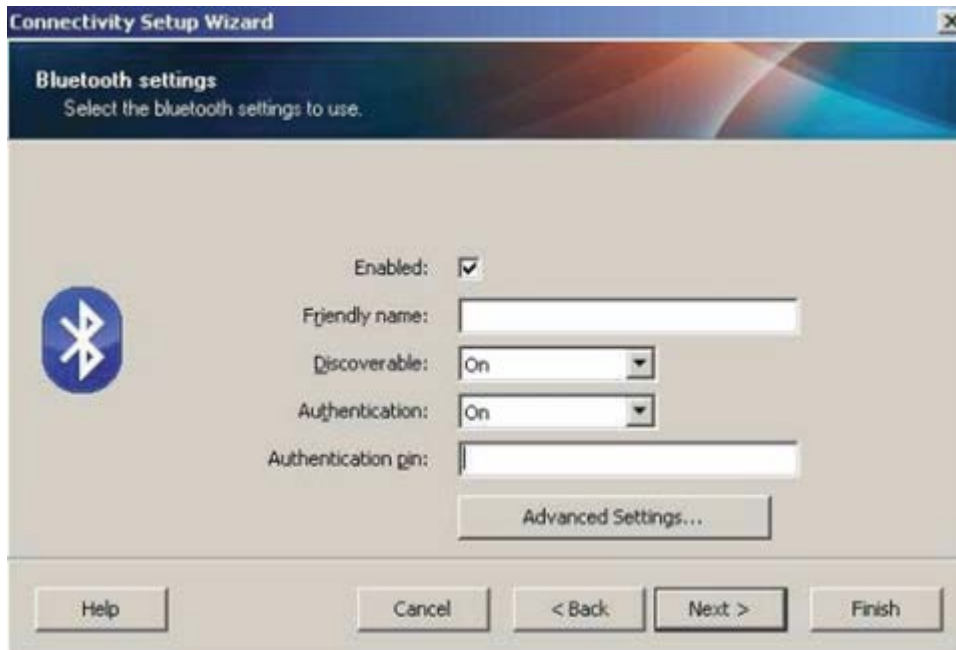 Connectivity Setup Wizard
Bluetooth settings
Select the bluetooth settings to use.
Enabled:
Friendly name:
Discoverable: On
Authentication: On
Authentication pin:
Advanced Settings...
Help Cancel < Back Next > Finish